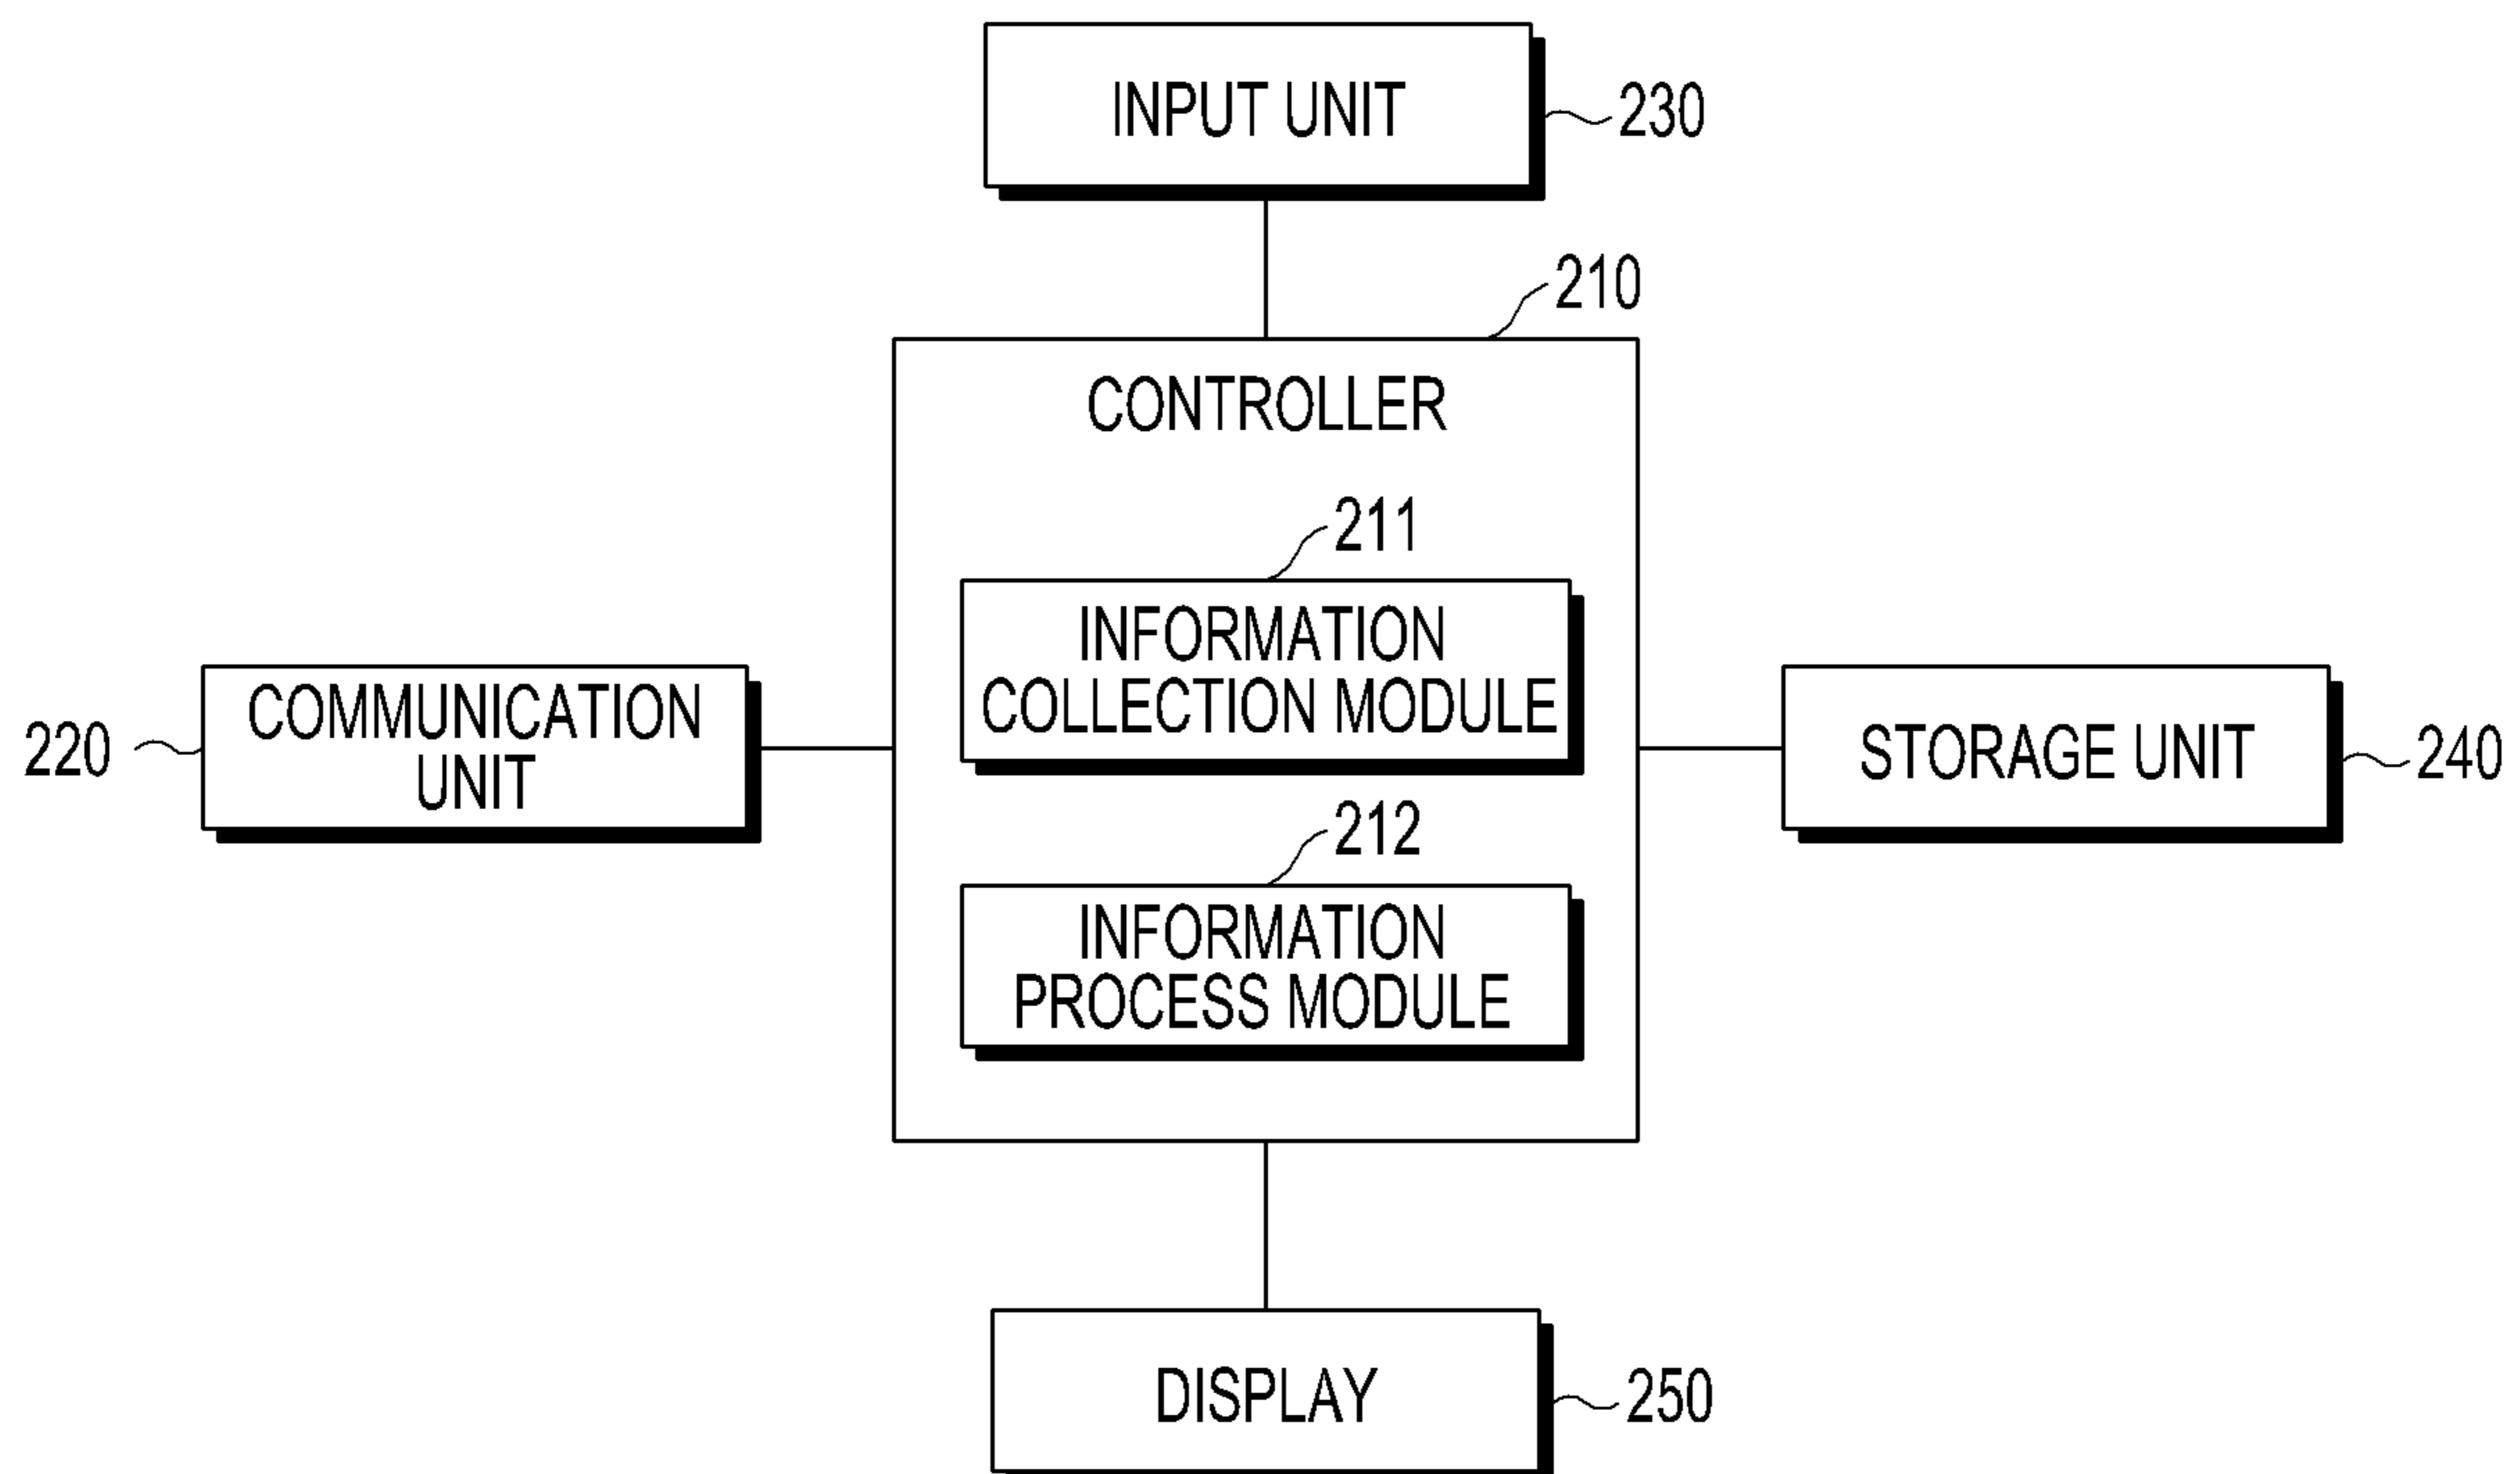 INPUT UNIT
230
210
CONTROLLER
211
INFORMATION
COLLECTION MODULE
220
COMMUNICATION
UNIT
STORAGE UNIT
240
212
INFORMATION
PROCESS MODULE
DISPLAY
250